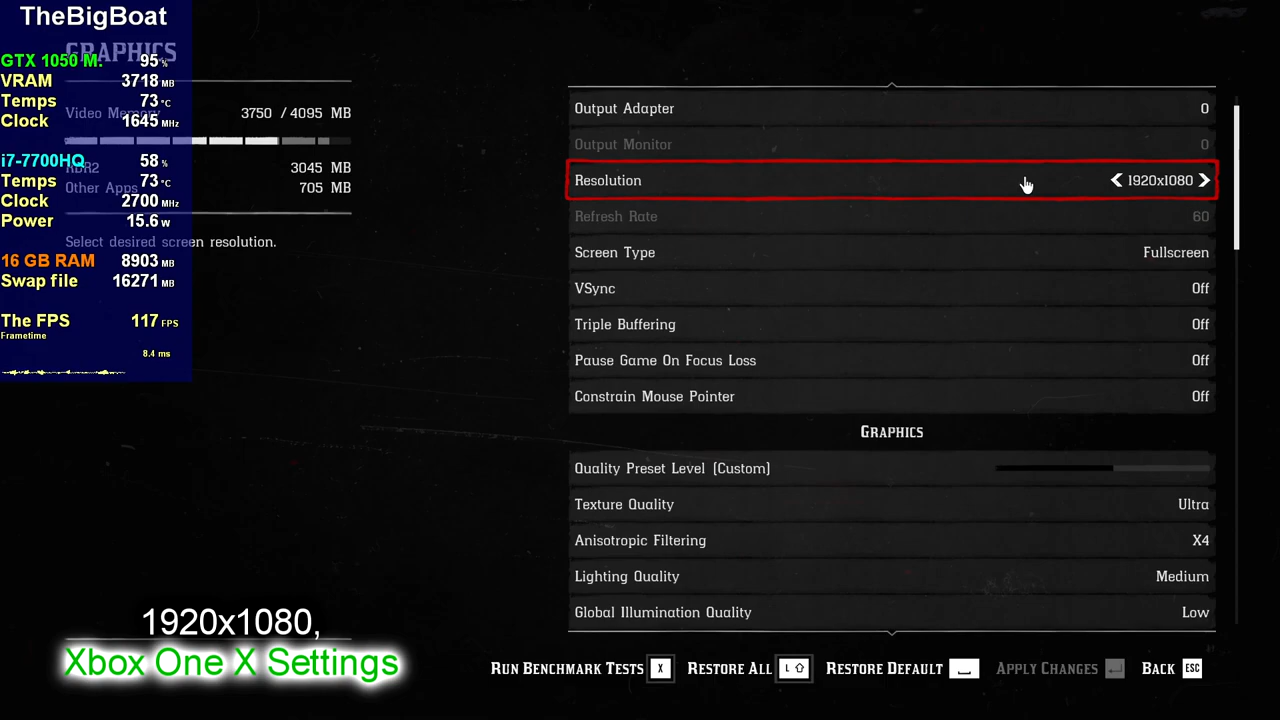 TheBigBoat
GRAPHICS
GTX 1050 M. 95 %
VRAM 3718 MB
Temps 73 °C
Clock 1645 MHz
i7-7700HQ 58 %
Temps 73 °C
Clock 2700 MHz
Power 15.6 W
16 GB RAM 8903 MB
Swap file 16271 MB
The FPS 117 FPS
Frametime
8.4 ms
Video Memory 3750 / 4095 MB
RDR2 3045 MB
Other Apps 705 MB
Select desired screen resolution.
Output Adapter 0
Output Monitor 0
Resolution 1920x1080
Refresh Rate 60
Screen Type Fullscreen
VSync Off
Triple Buffering Off
Pause Game On Focus Loss Off
Constrain Mouse Pointer Off
GRAPHICS
Quality Preset Level (Custom)
Texture Quality Ultra
Anisotropic Filtering X4
Lighting Quality Medium
Global Illumination Quality Low
1920x1080,
Xbox One X Settings
RUN BENCHMARK TESTS X RESTORE ALL L RESTORE DEFAULT APPLY CHANGES BACK ESC